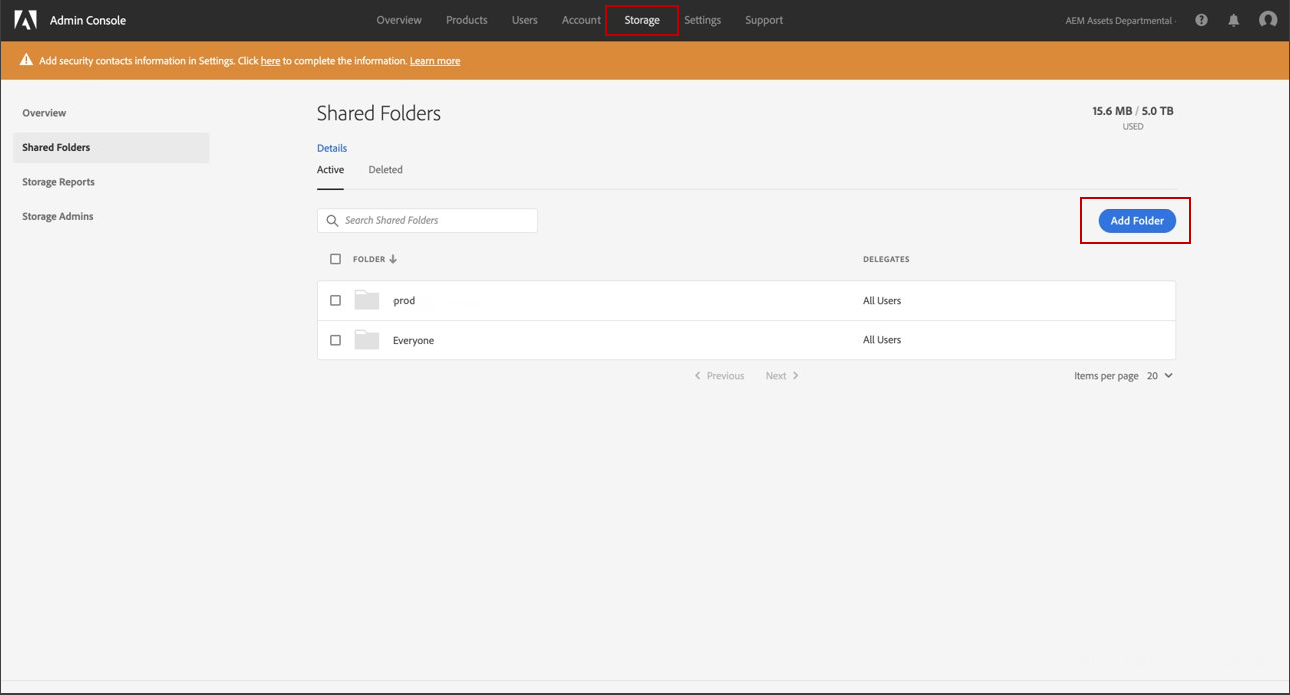 Admin Console
Overview Products Users Account Storage Settings Support
AEM Assets Departmental
Add security contacts information in Settings. Click here to complete the information. Learn more
Overview
Shared Folders
Storage Reports
Storage Admins
Shared Folders
15.6 MB / 5.0 TB
USED
Details
Active Deleted
Search Shared Folders
Add Folder
FOLDER DELEGATES
prod All Users
Everyone All Users
Previous Next
Items per page 20